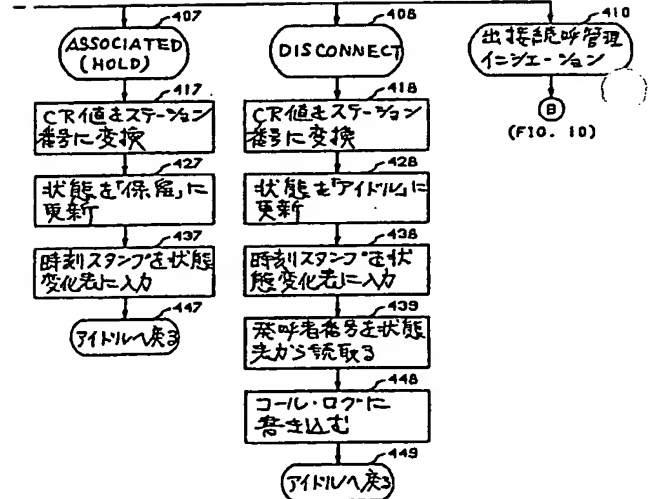 407
ASSOCIATED
(HOLD)
417
CR値をステーション
番号に変換
427
状態を「保留」に
更新
437
時刻スタンプを状態
変化表に入力
447
アイドルへ戻る
408
DISCONNECT
418
CR値をステーション
番号に変換
428
状態を「アイドル」に
更新
438
時刻スタンプを状
態変化表に入力
439
発呼者番号を状態
表から読取る
448
コール・ログに
書き込む
449
アイドルへ戻る
410
出接続呼管理
イニシエーション
B
(FIG. 10)